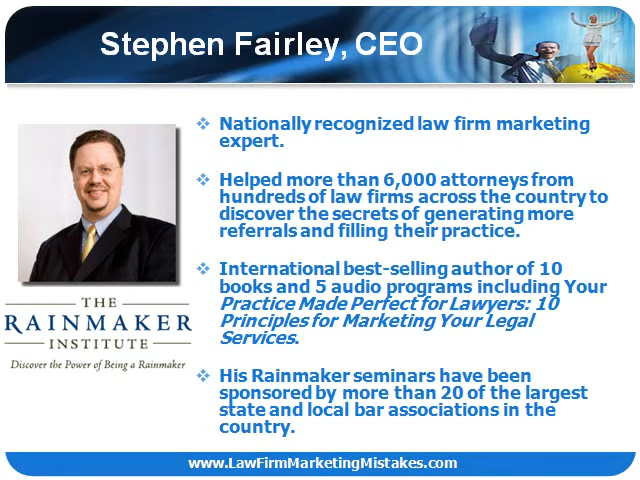 Stephen Fairley, CEO
Nationally recognized law firm marketing
expert.
Helped more than 6,000 attorneys from
hundreds of law firms across the country to
discover the secrets of generating more
referrals and filling their practice.
International best-selling author of 10
books and 5 audio programs including Your
Practice Made Perfect for Lawyers: 10
Principles for Marketing Your Legal
Services.
His Rainmaker seminars have been
sponsored by more than 20 of the largest
state and local bar associations in the
country.
THE
RAINMAKER
INSTITUTE
Discover the Power of Being a Rainmaker
www.LawFirmMarketingMistakes.com